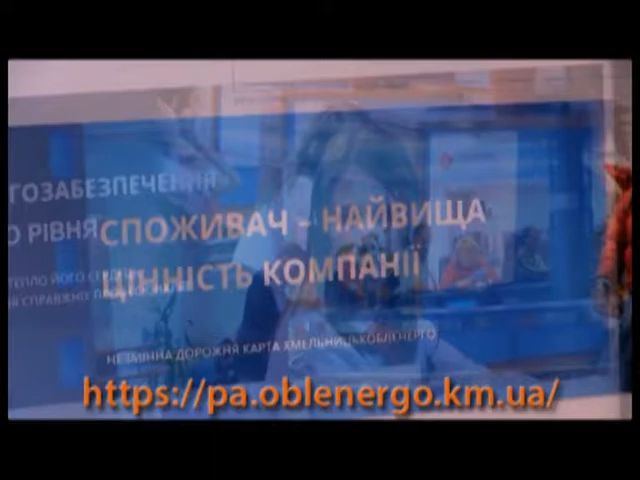 ГОЗАБЕЗПЕЧЕННЯ
О РІВНЯ
СПОЖИВАЧ – НАЙВИЩА
ЦІННІСТЬ КОМПАНІЇ
НЕЗМІННА ДОРОЖНЯ КАРТА ХМЕЛЬНИЦЬКОБЛЕНЕРГО
https://pa.oblenergo.km.ua/